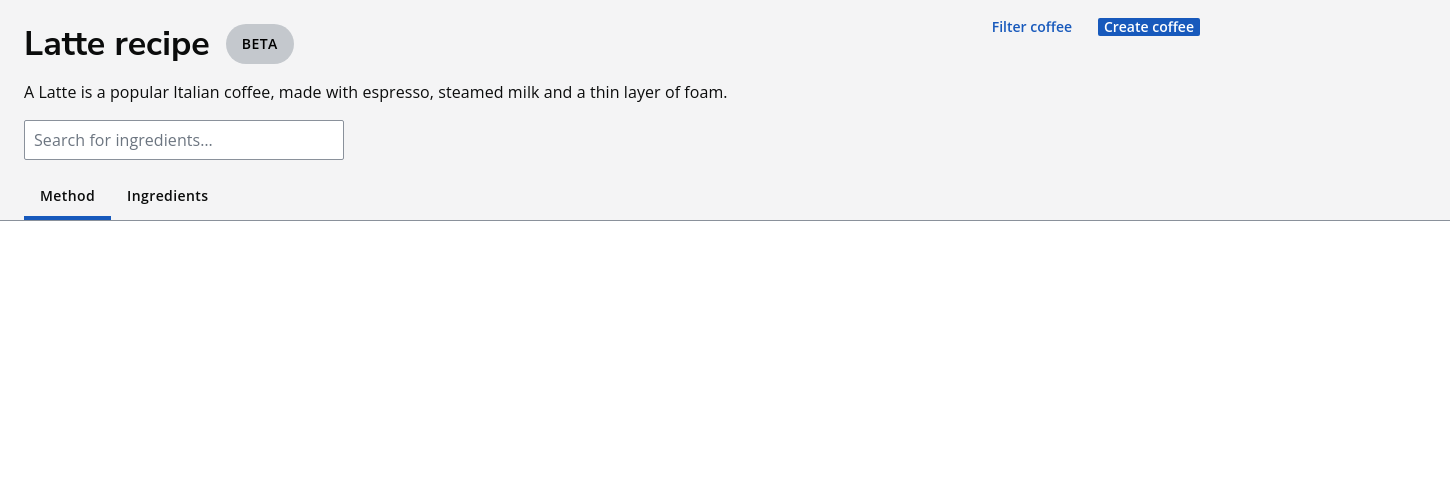 Latte recipe
BETA
Filter coffee
Create coffee
A Latte is a popular Italian coffee, made with espresso, steamed milk and a thin layer of foam.
Search for ingredients...
Method
Ingredients